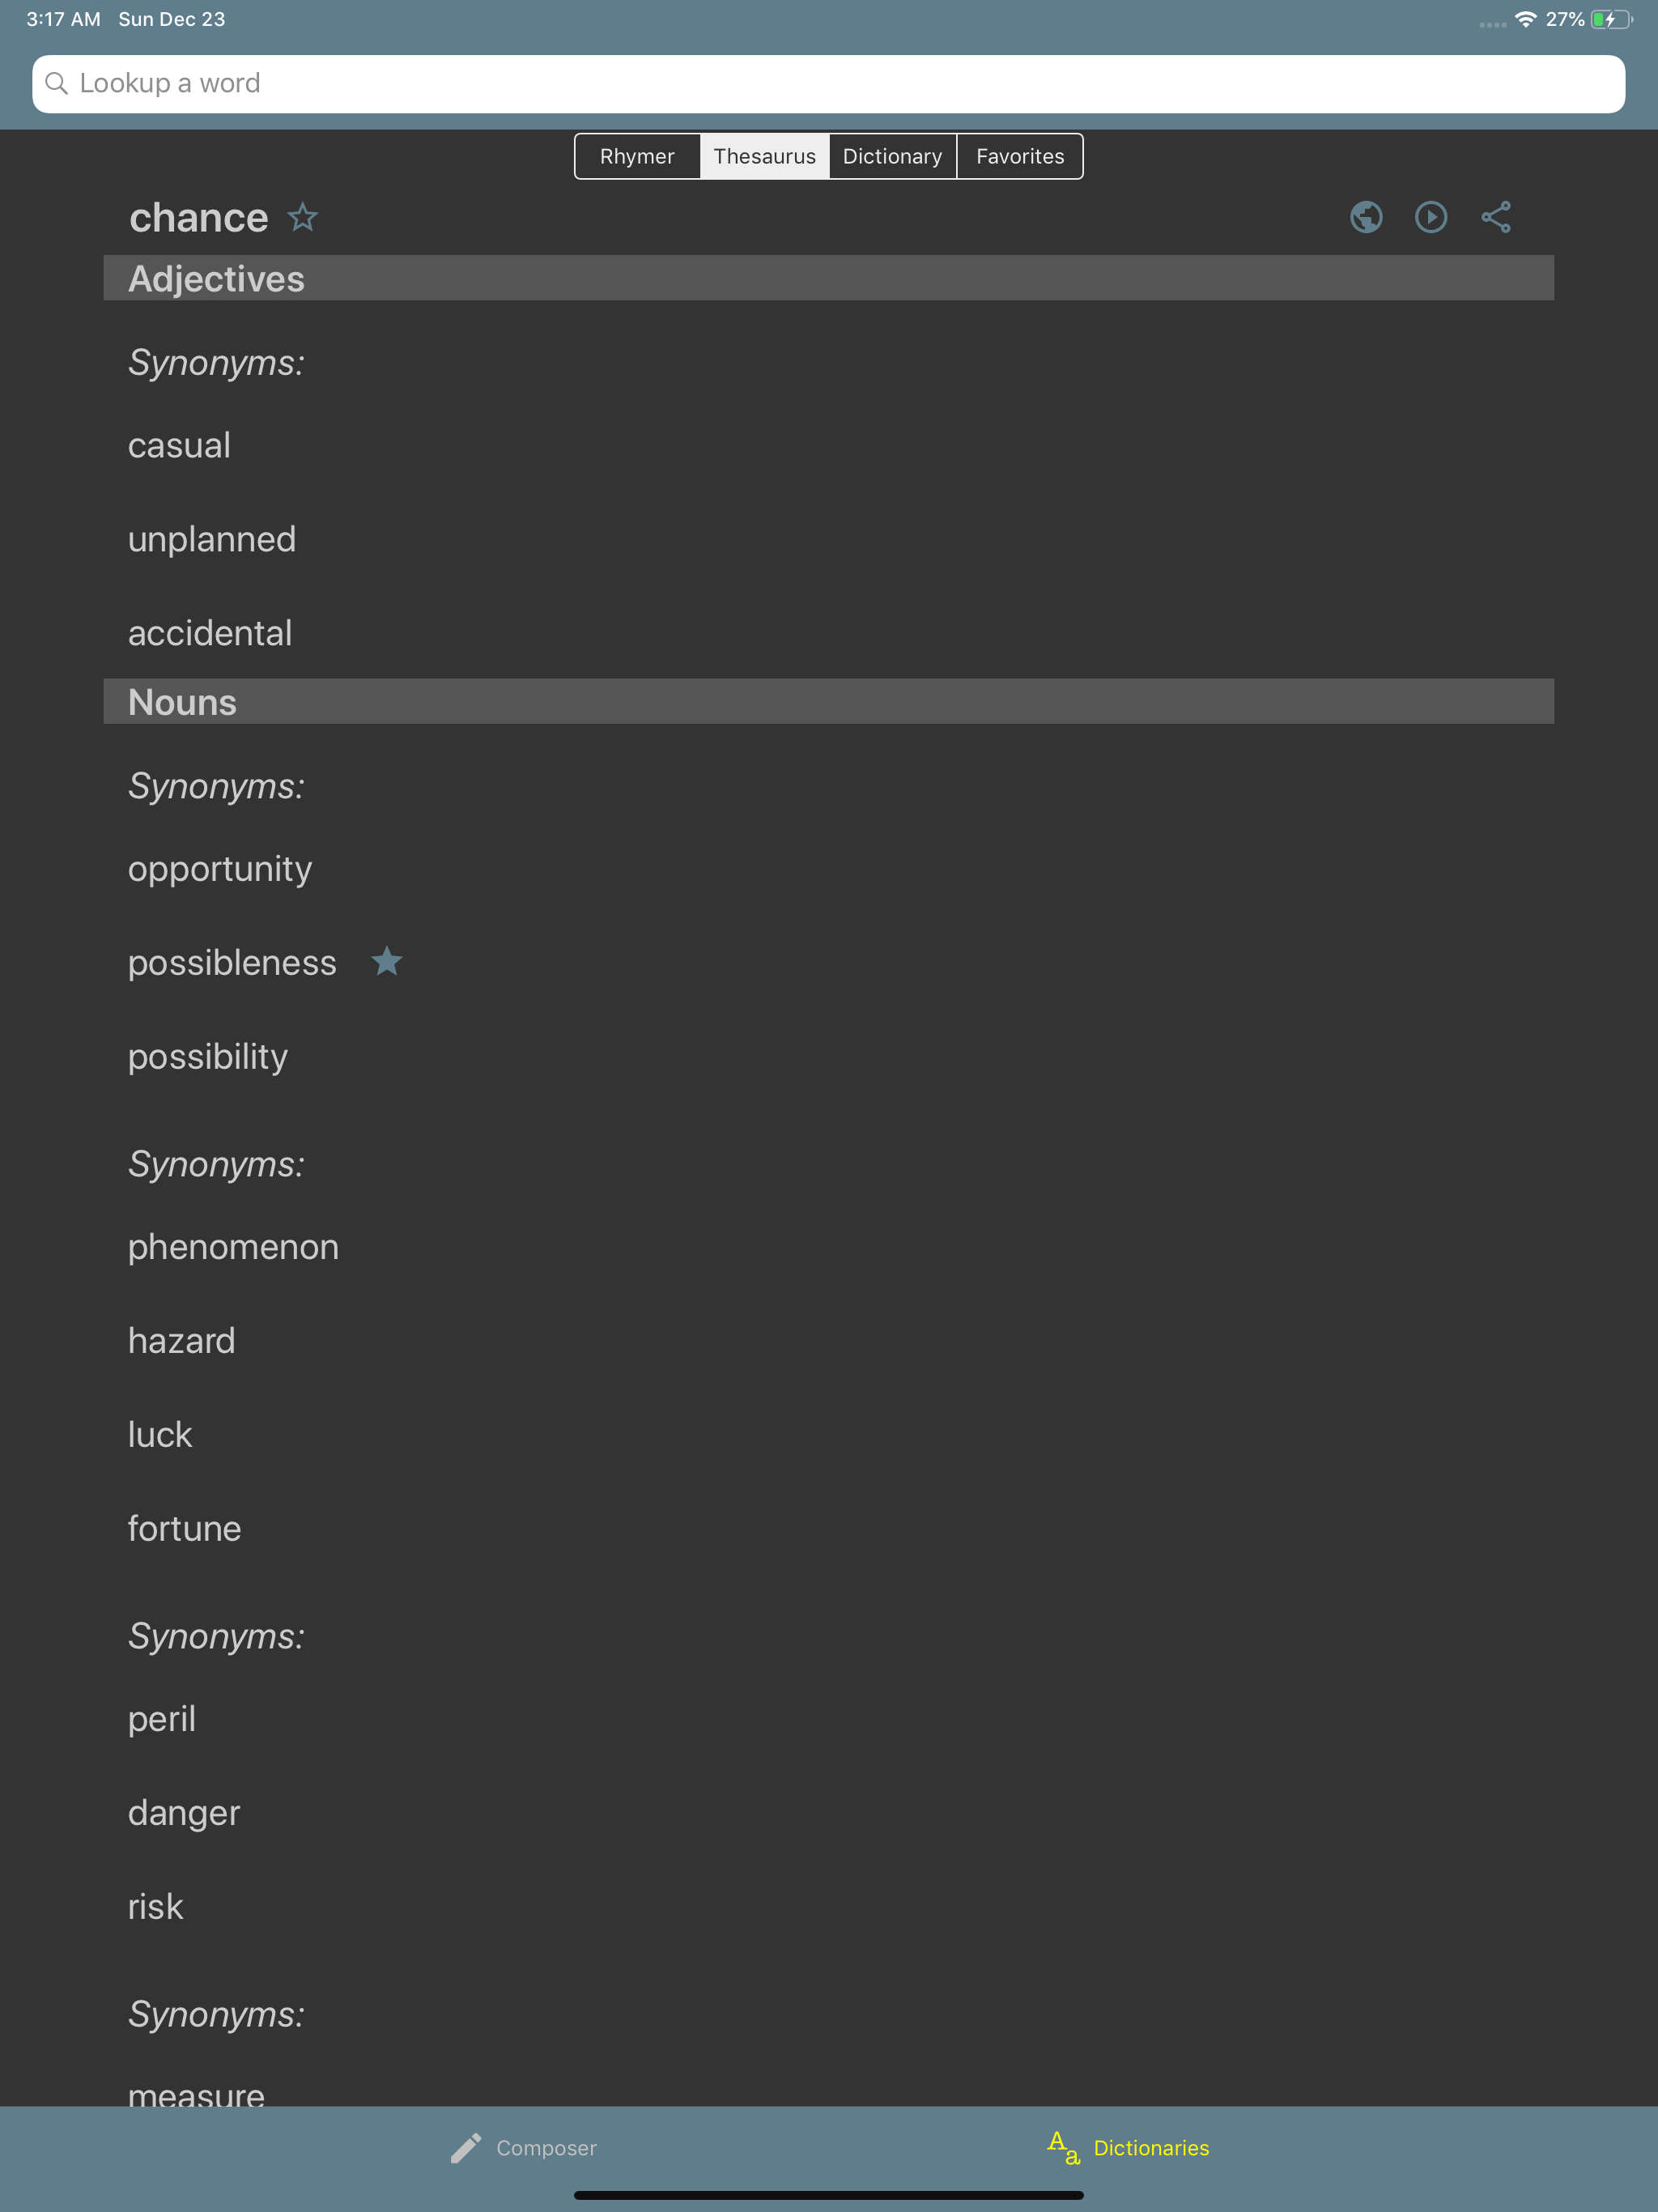 3:17 AM Sun Dec 23 27%
Lookup a word
Rhymer Thesaurus Dictionary Favorites
chance
Adjectives
Synonyms:
casual
unplanned
accidental
Nouns
Synonyms:
opportunity
possibleness
possibility
Synonyms:
phenomenon
hazard
luck
fortune
Synonyms:
peril
danger
risk
Synonyms:
measure
Composer Aa Dictionaries